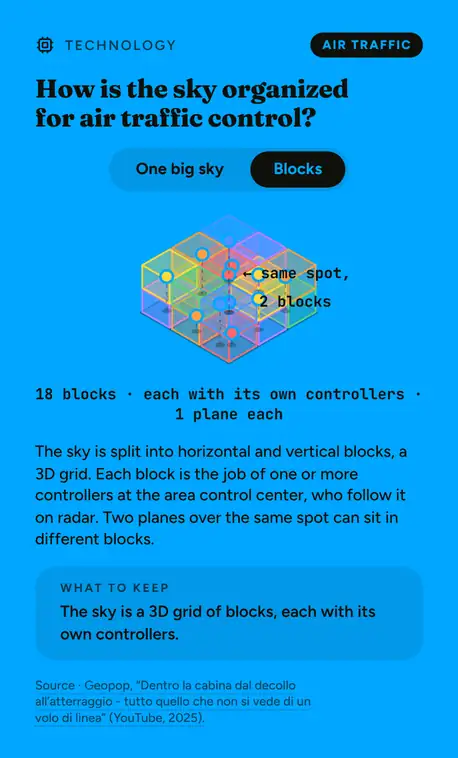 TECHNOLOGY
AIR TRAFFIC
How is the sky organized
for air traffic control?
One big sky
Blocks
← same spot,
2 blocks
18 blocks · each with its own controllers ·
1 plane each
The sky is split into horizontal and vertical blocks, a
3D grid. Each block is the job of one or more
controllers at the area control center, who follow it
on radar. Two planes over the same spot can sit in
different blocks.
WHAT TO KEEP
The sky is a 3D grid of blocks, each with its
own controllers.
Source · Geopop, “Dentro la cabina dal decollo
all’atterraggio - tutto quello che non si vede di un
volo di linea” (YouTube, 2025).